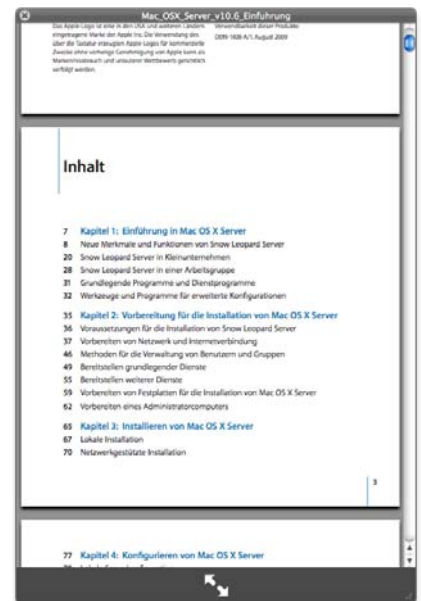 Mac_OSX_Server_v10.6_Einfuhrung
Das Apple Logo ist eine in den USA und weiteren Ländern
eingetragene Marke der Apple Inc. Die Verwendung des
über die Tastatur erzeugten Apple Logos für kommerzielle
Zwecke ohne vorherige Genehmigung von Apple kann als
Markenmissbrauch und unlauterer Wettbewerb gerichtlich
verfolgt werden.
Verwendbarkeit dieser Produkte.
August 2009
Inhalt
7 Kapitel 1: Einführung in Mac OS X Server
8 Neue Merkmale und Funktionen von Snow Leopard Server
20 Snow Leopard Server in Kleinunternehmen
28 Snow Leopard Server in einer Arbeitsgruppe
31 Grundlegende Programme und Dienstprogramme
32 Werkzeuge und Programme für erweiterte Konfigurationen
35 Kapitel 2: Vorbereitung für die Installation von Mac OS X Server
36 Voraussetzungen für die Installation von Snow Leopard Server
37 Vorbereiten von Netzwerk und Internetverbindung
46 Methoden für die Verwaltung von Benutzern und Gruppen
49 Bereitstellen grundlegender Dienste
55 Bereitstellen weiterer Dienste
59 Vorbereiten von Festplatten für die Installation von Mac OS X Server
62 Vorbereiten eines Administratorcomputers
65 Kapitel 3: Installieren von Mac OS X Server
67 Lokale Installation
70 Netzwerkgestützte Installation
3
77 Kapitel 4: Konfigurieren von Mac OS X Server